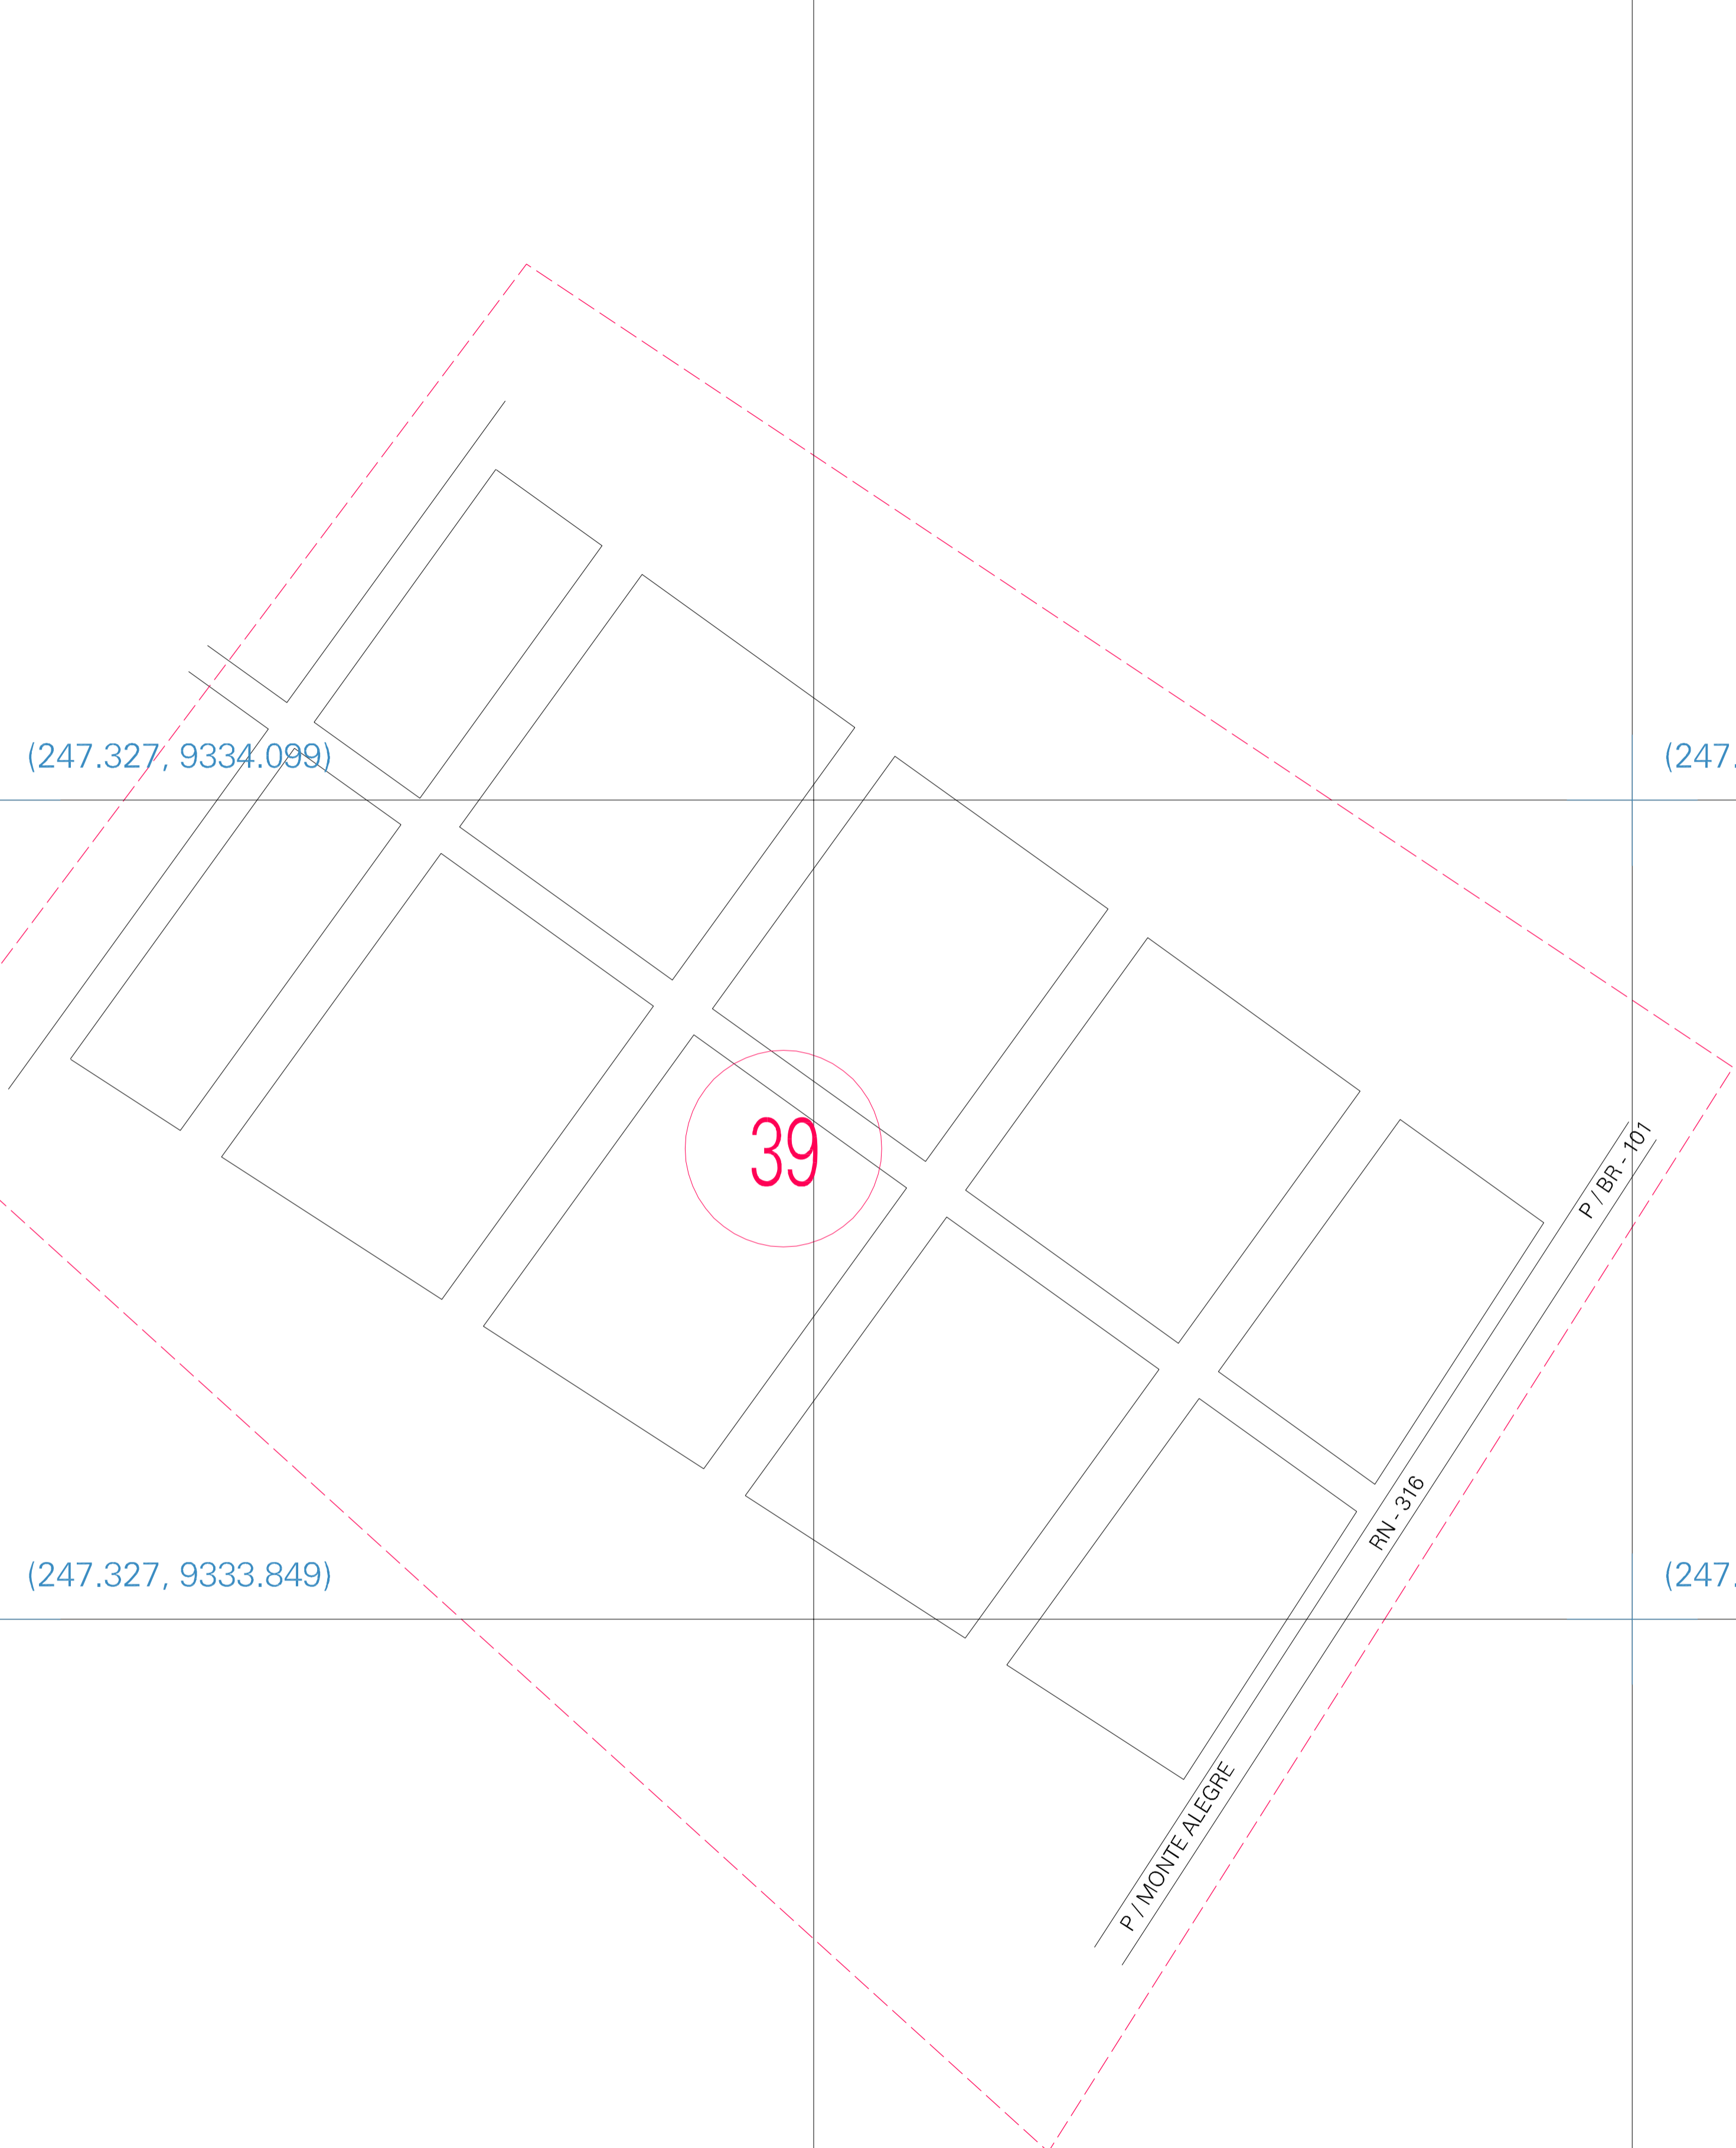 (247.327, 9334.099)
(247.
39
P / BR - 101
RN - 316
(247.327, 9333.849)
(247.
P / MONTE ALEGRE